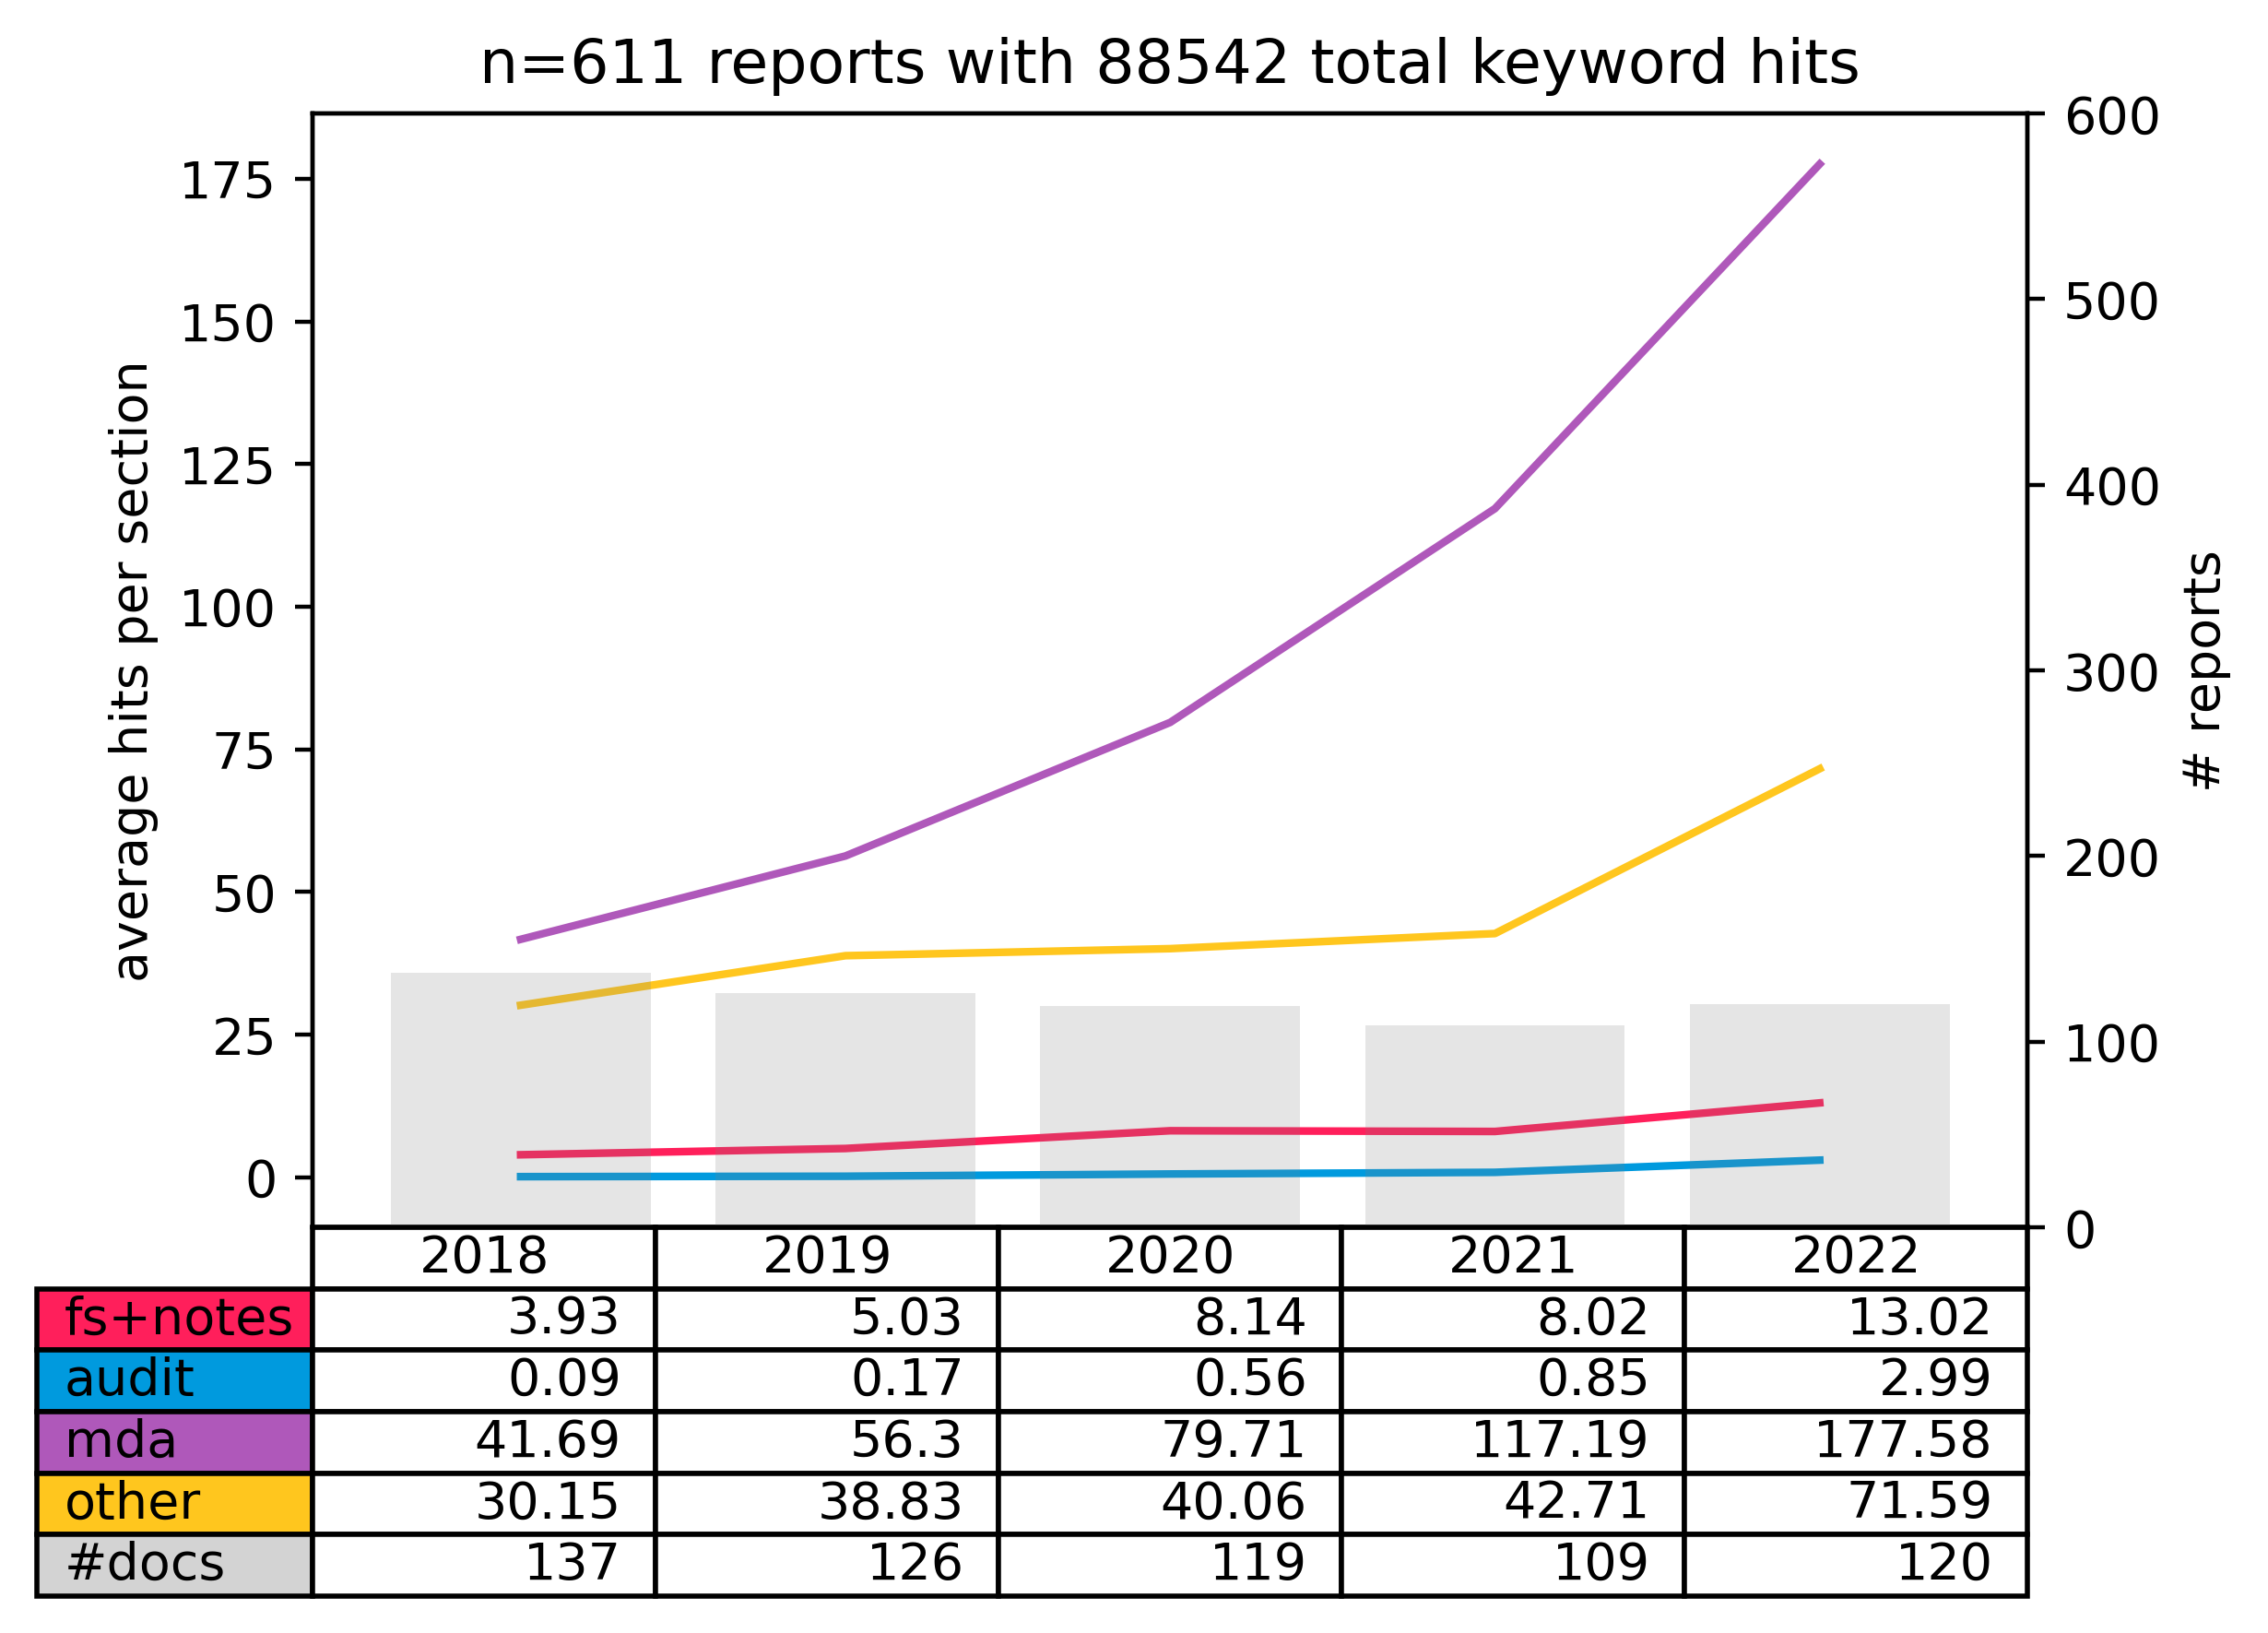 n=611 reports with 88542 total keyword hits
average hits per section
175
150
125
100
75
50
25
0
600
500
400
300
200
100
0
# reports
2018 2019 2020 2021 2022
fs+notes 3.93 5.03 8.14 8.02 13.02
audit 0.09 0.17 0.56 0.85 2.99
mda 41.69 56.3 79.71 117.19 177.58
other 30.15 38.83 40.06 42.71 71.59
#docs 137 126 119 109 120